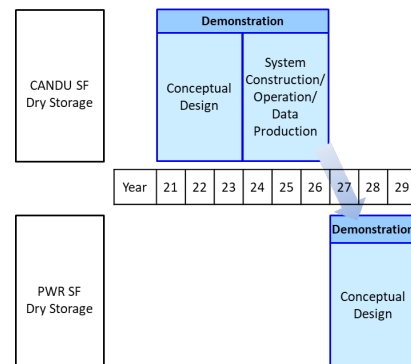 Demonstration
CANDU SF
Dry Storage
Conceptual
Design
System
Construction/
Operation/
Data
Production
Year 21 22 23 24 25 26 27 28 29
Demonstration
PWR SF
Dry Storage
Conceptual
Design